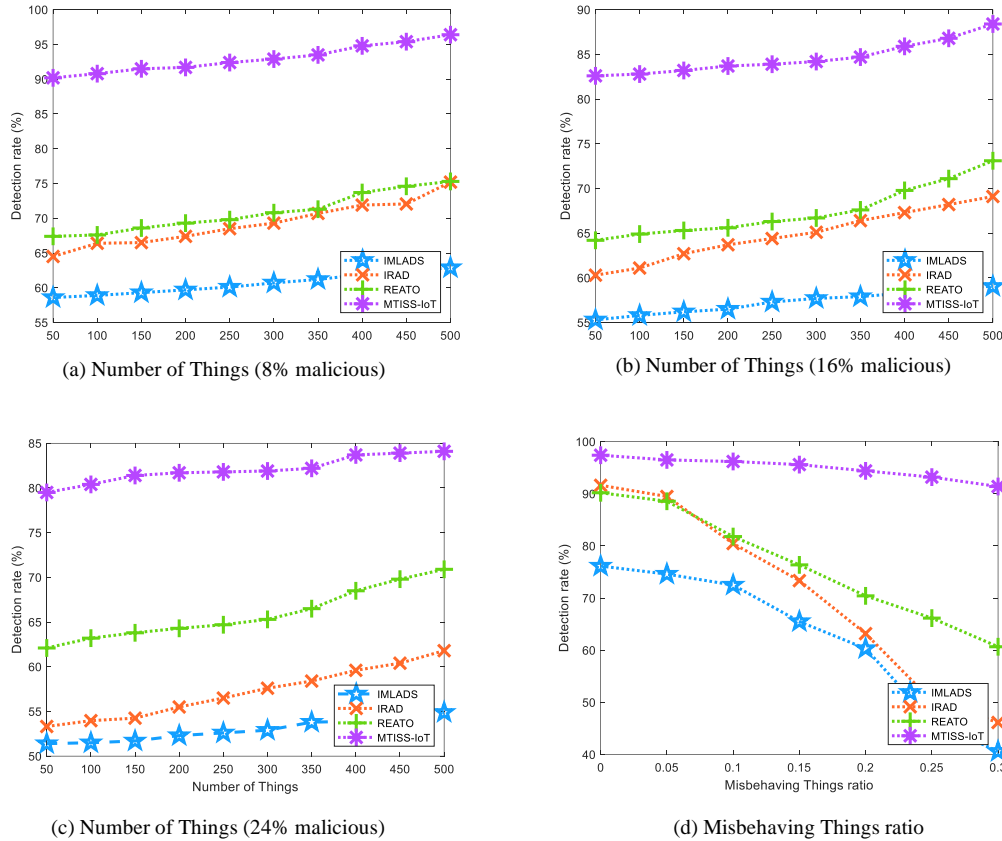 100
95
90
85
80
75
70
65
60
55
Detection rate (%)
50 100 150 200 250 300 350 400 450 500
IMLADS
IRAD
REATO
MTISS-IoT
(a) Number of Things (8% malicious)
90
85
80
75
70
65
60
55
Detection rate (%)
50 100 150 200 250 300 350 400 450 500
IMLADS
IRAD
REATO
MTISS-IoT
(b) Number of Things (16% malicious)
85
80
75
70
65
60
55
50
Detection rate (%)
50 100 150 200 250 300 350 400 450 500
Number of Things
IMLADS
IRAD
REATO
MTISS-IoT
(c) Number of Things (24% malicious)
100
90
80
70
60
50
40
Detection rate (%)
0 0.05 0.1 0.15 0.2 0.25 0.3
Misbehaving Things ratio
IMLADS
IRAD
REATO
MTISS-IoT
(d) Misbehaving Things ratio